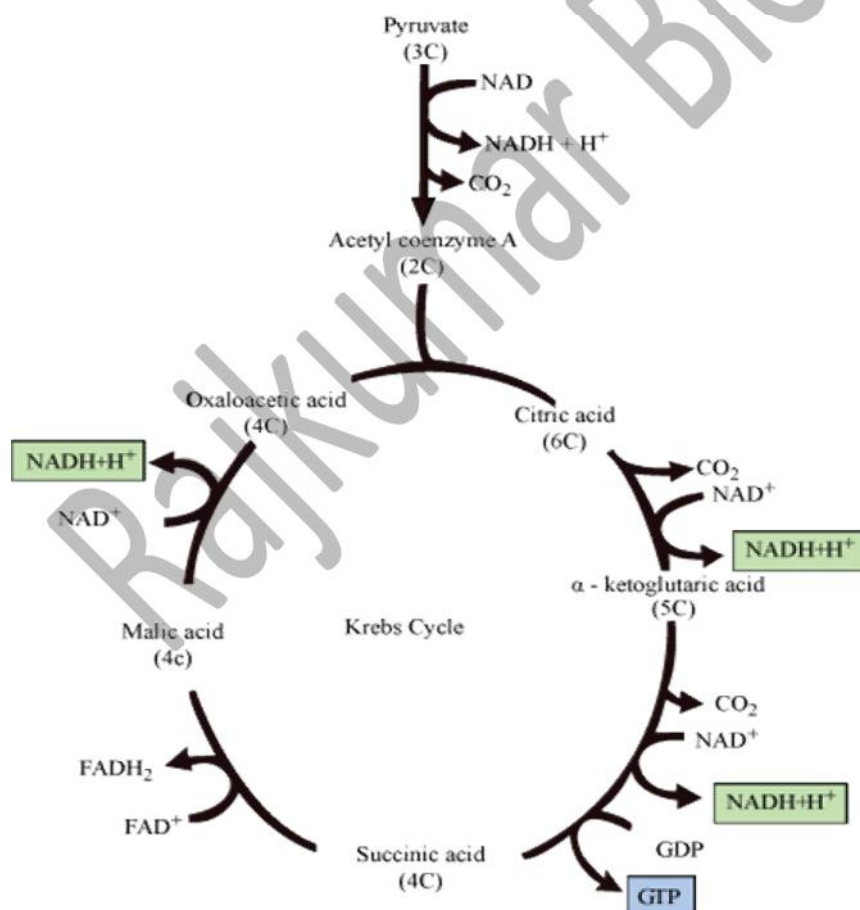 Pyruvate
(3C)
NAD
NADH + H⁺
CO₂
Acetyl coenzyme A
(2C)
Oxaloacetic acid
(4C)
Citric acid
(6C)
NADH+H⁺
NAD⁺
CO₂
NAD⁺
NADH+H⁺
α - ketoglutaric acid
(5C)
Malic acid
(4c)
Krebs Cycle
CO₂
NAD⁺
NADH+H⁺
FADH₂
FAD⁺
GDP
GTP
Succinic acid
(4C)
Rajkumar